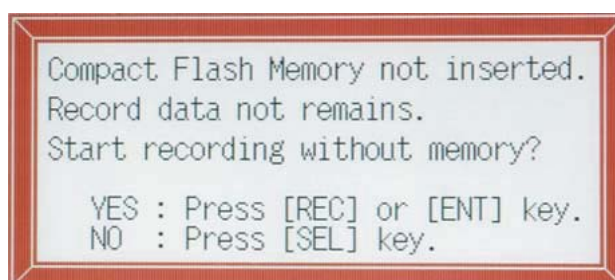 Compact Flash Memory not inserted.
Record data not remains.
Start recording without memory?
YES : Press [REC] or [ENT] key.
NO : Press [SEL] key.